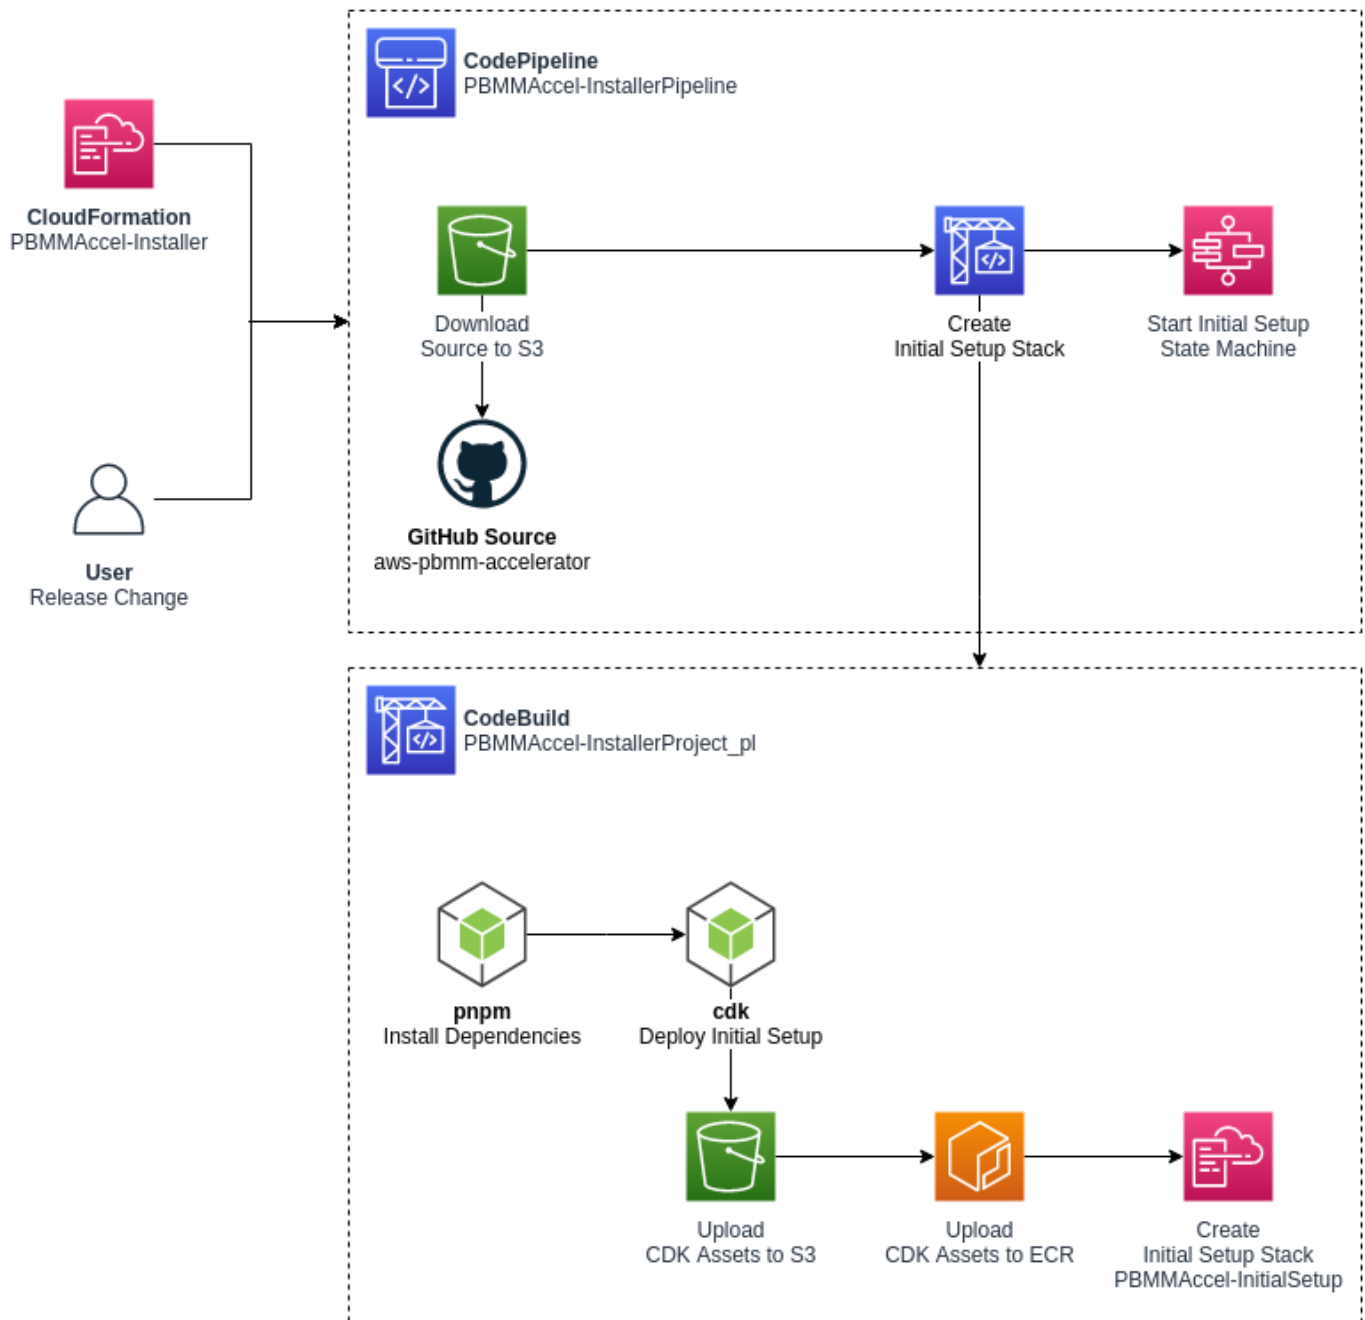 CodePipeline
PBMMAccel-InstallerPipeline
</>
CloudFormation
PBMMAccel-Installer
</>
Download
Source to S3
Create
Initial Setup Stack
Start Initial Setup
State Machine
GitHub Source
aws-pbmm-accelerator
User
Release Change
CodeBuild
PBMMAccel-InstallerProject_pl
</>
pnpm
Install Dependencies
cdk
Deploy Initial Setup
Upload
CDK Assets to S3
Upload
CDK Assets to ECR
Create
Initial Setup Stack
PBMMAccel-InitialSetup